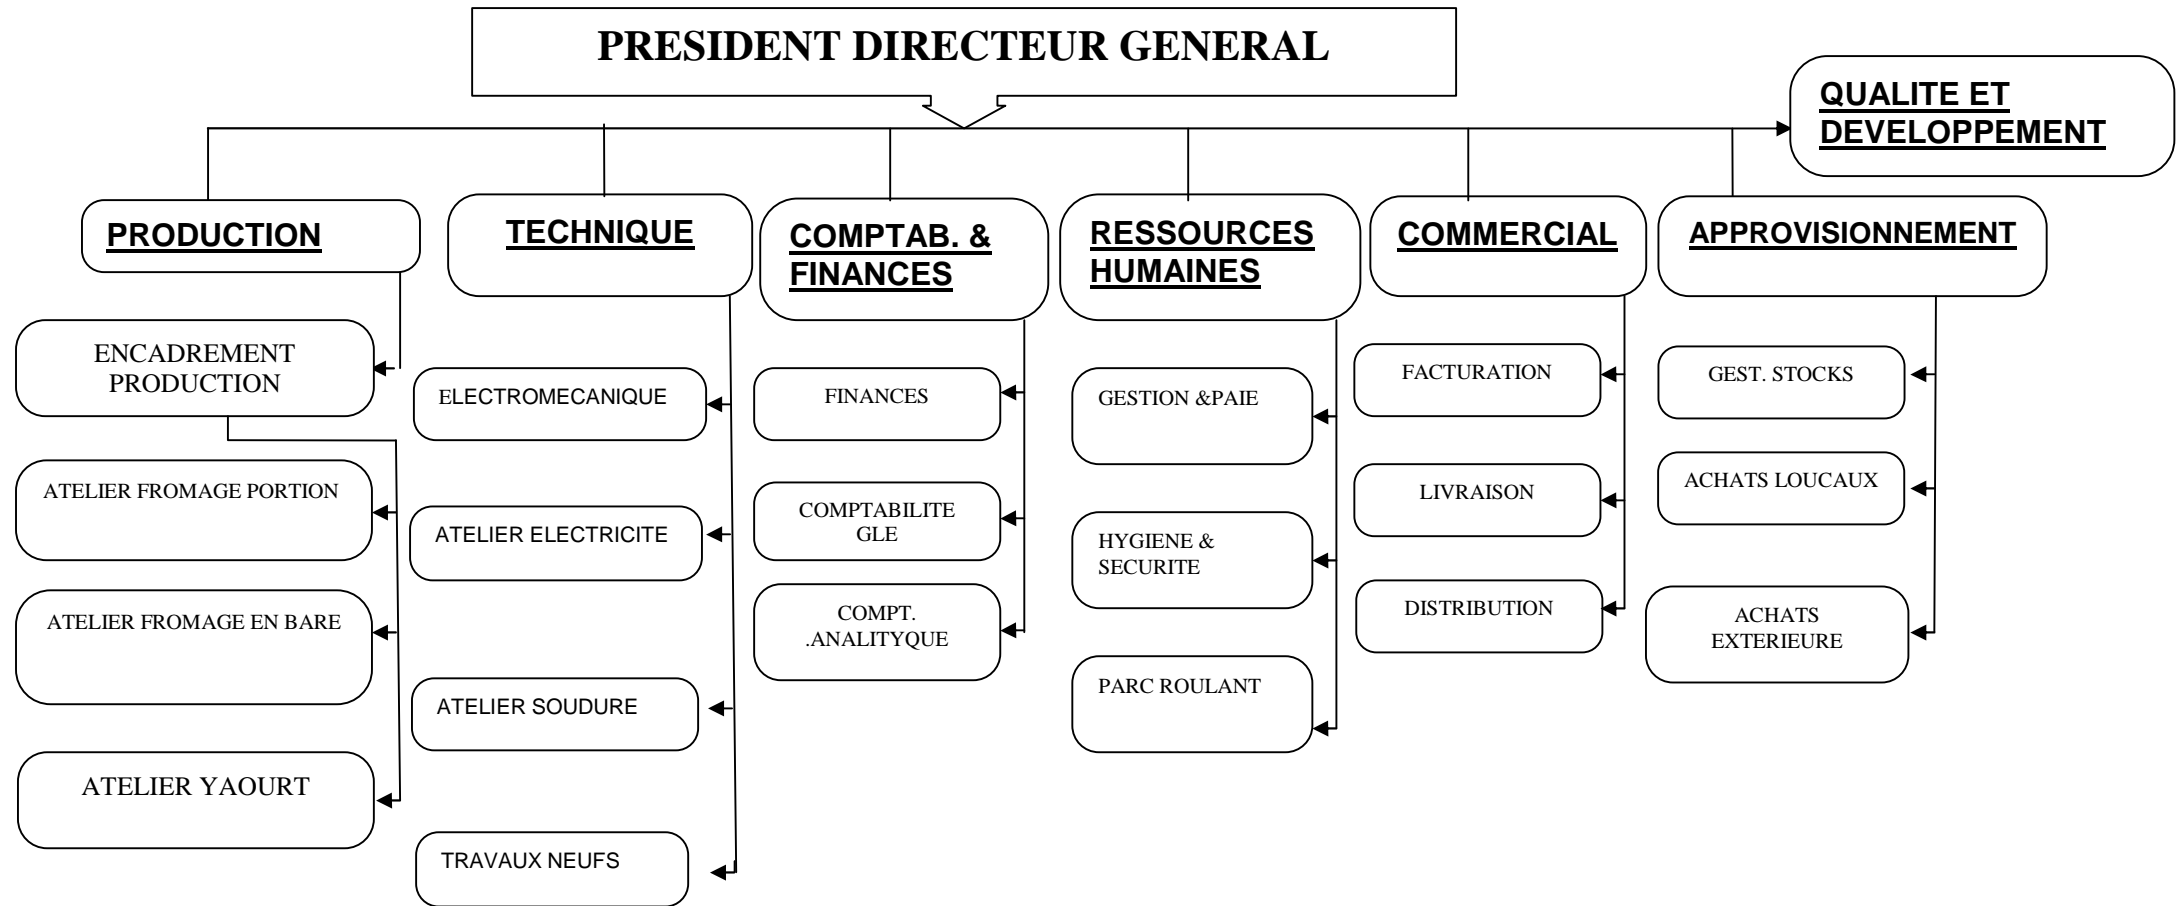 PRESIDENT DIRECTEUR GENERAL
QUALITE ET
DEVELOPPEMENT
PRODUCTION
TECHNIQUE
COMPTAB. &
FINANCES
RESSOURCES
HUMAINES
COMMERCIAL
APPROVISIONNEMENT
ENCADREMENT
PRODUCTION
ATELIER FROMAGE PORTION
ATELIER FROMAGE EN BARE
ATELIER YAOURT
ELECTROMECANIQUE
ATELIER ELECTRICITE
ATELIER SOUDURE
TRAVAUX NEUFS
FINANCES
COMPTABILITE
GLE
COMPT.
.ANALITYQUE
GESTION &PAIE
HYGIENE &
SECURITE
PARC ROULANT
FACTURATION
LIVRAISON
DISTRIBUTION
GEST. STOCKS
ACHATS LOUCAUX
ACHATS
EXTERIEURE